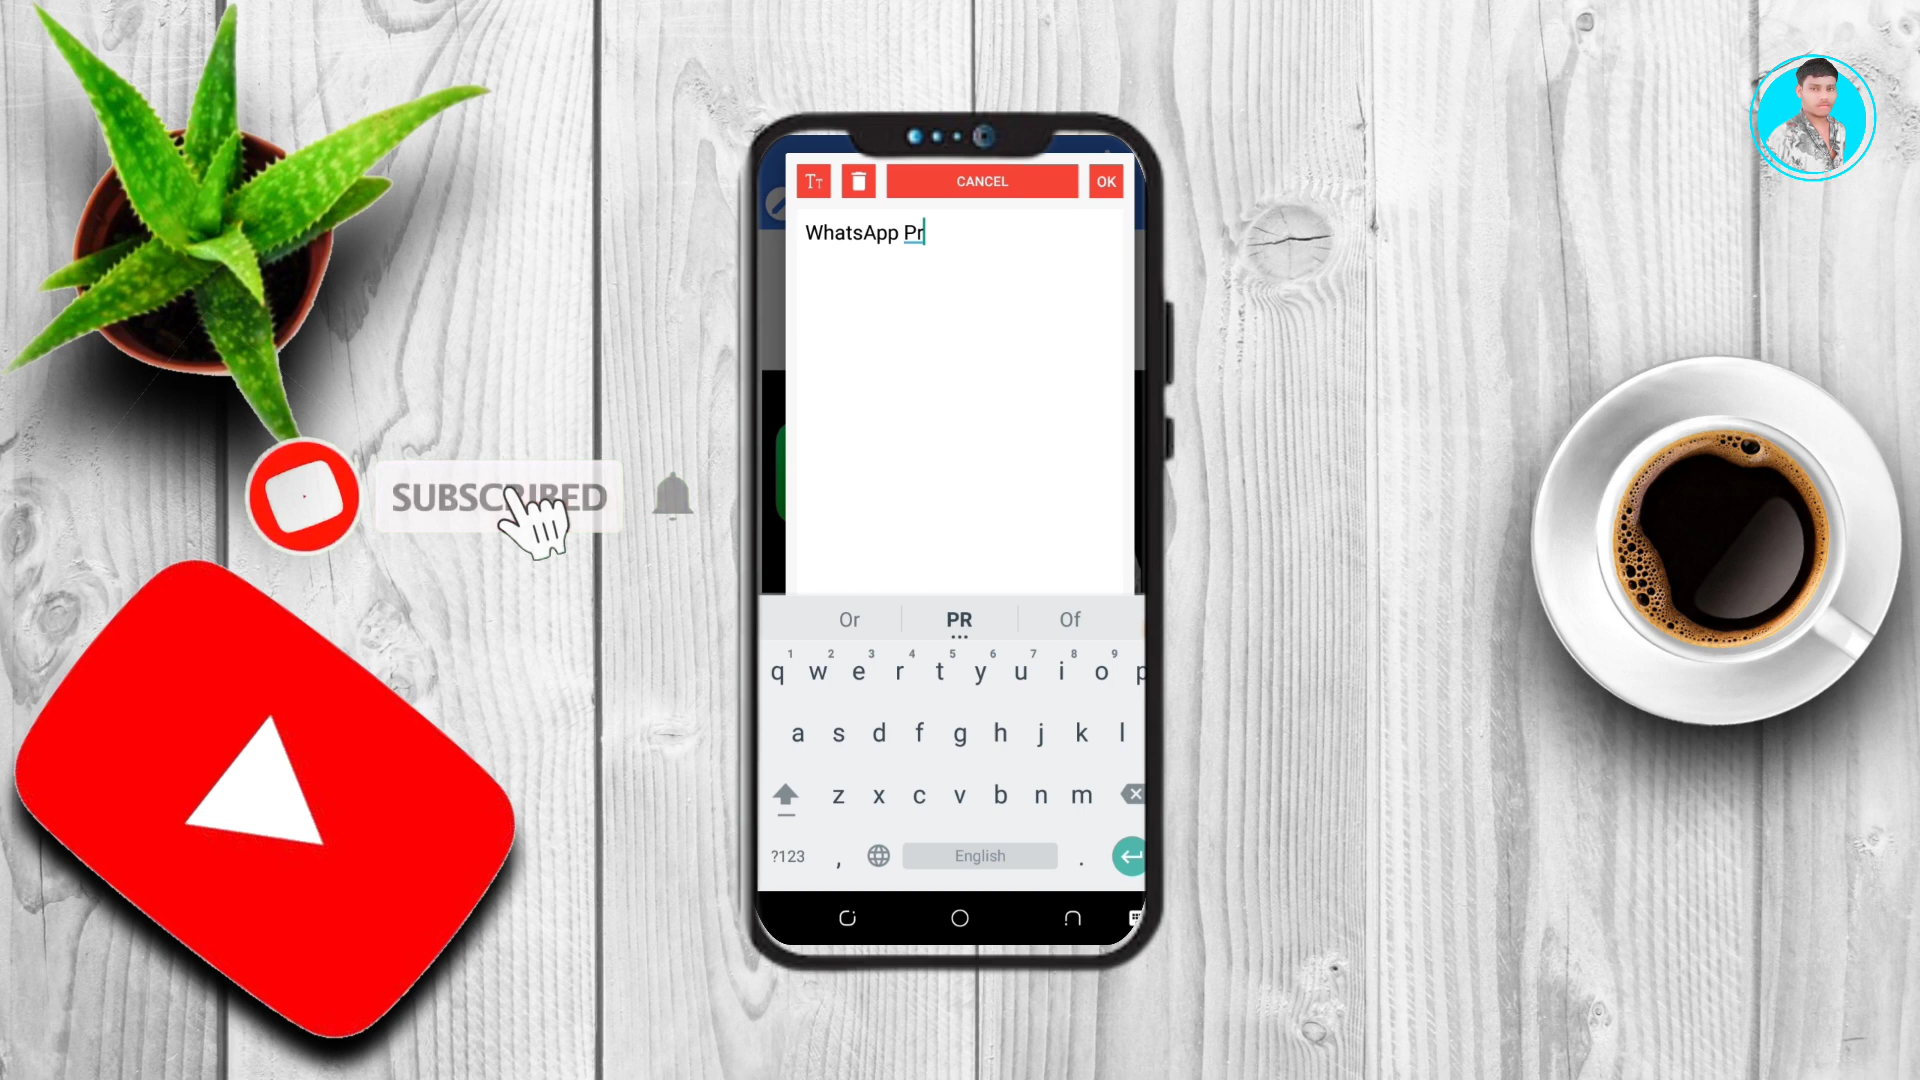 Tт
CANCEL
OK
WhatsApp Pr
SUBSCRIBED
Or
PR
Of
1 2 3 4 5 6 7 8 9
q w e r t y u i o p
a s d f g h j k l
z x c v b n m
?123 , English .